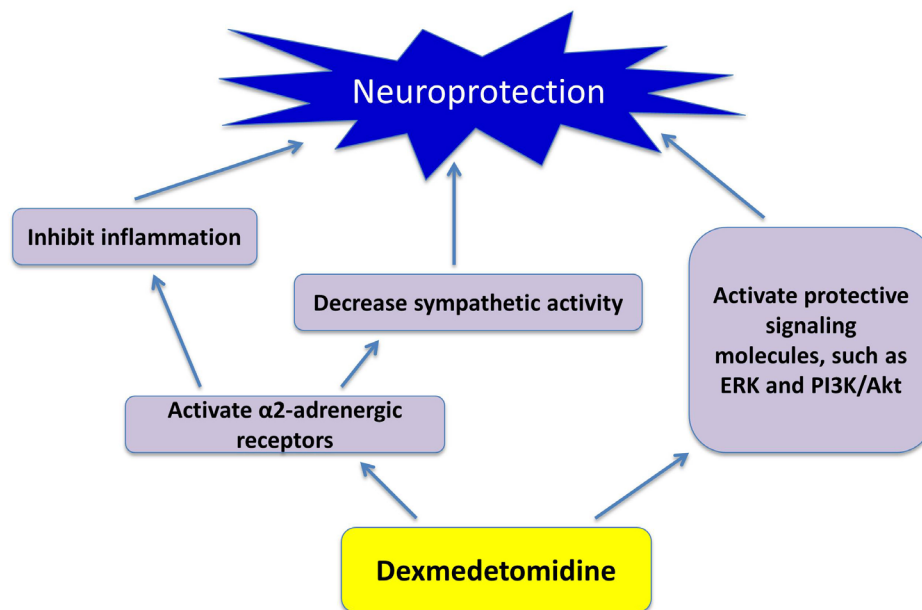 Neuroprotection
Inhibit inflammation
Decrease sympathetic activity
Activate protective
signaling
molecules, such as
ERK and PI3K/Akt
Activate α2-adrenergic
receptors
Dexmedetomidine